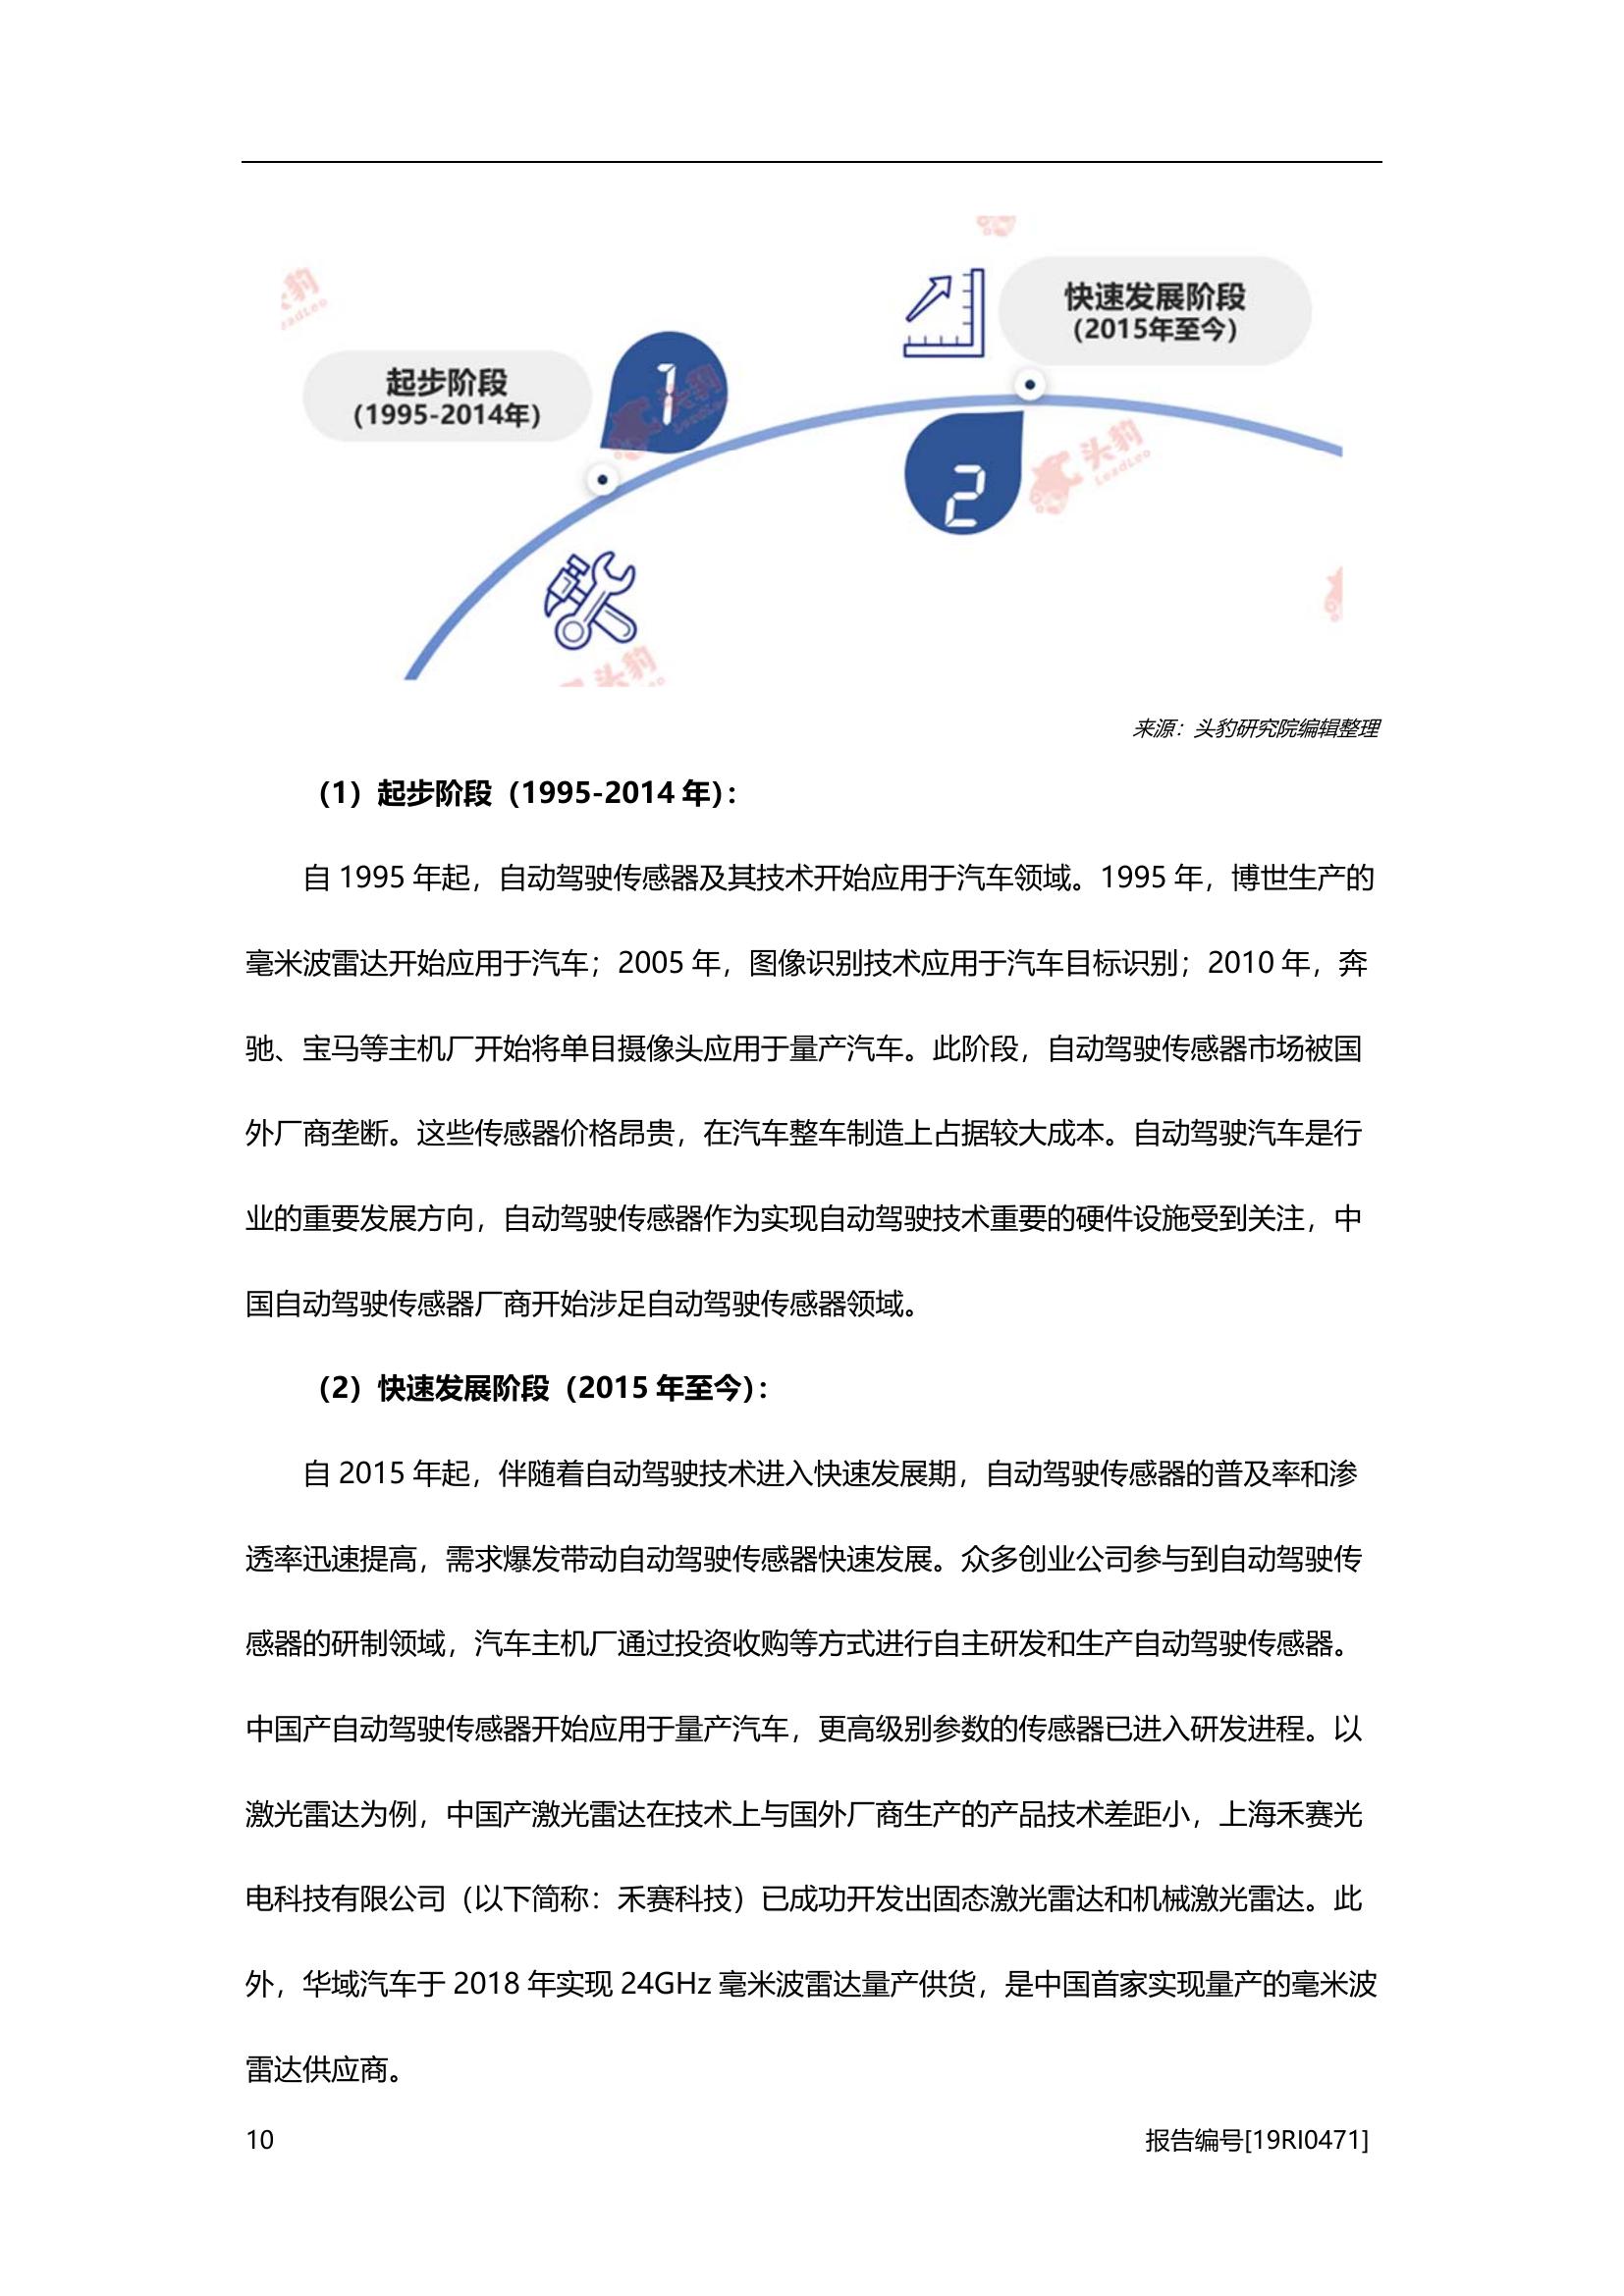 快速发展阶段
（2015年至今）
起步阶段
（1995-2014年）
1
2
头豹
LeadLeo
来源：头豹研究院编辑整理
（1）起步阶段（1995-2014 年）：
自 1995 年起，自动驾驶传感器及其技术开始应用于汽车领域。1995 年，博世生产的
毫米波雷达开始应用于汽车；2005 年，图像识别技术应用于汽车目标识别；2010 年，奔
驰、宝马等主机厂开始将单目摄像头应用于量产汽车。此阶段，自动驾驶传感器市场被国
外厂商垄断。这些传感器价格昂贵，在汽车整车制造上占据较大成本。自动驾驶汽车是行
业的重要发展方向，自动驾驶传感器作为实现自动驾驶技术重要的硬件设施受到关注，中
国自动驾驶传感器厂商开始涉足自动驾驶传感器领域。
（2）快速发展阶段（2015 年至今）：
自 2015 年起，伴随着自动驾驶技术进入快速发展期，自动驾驶传感器的普及率和渗
透率迅速提高，需求爆发带动自动驾驶传感器快速发展。众多创业公司参与到自动驾驶传
感器的研制领域，汽车主机厂通过投资收购等方式进行自主研发和生产自动驾驶传感器。
中国产自动驾驶传感器开始应用于量产汽车，更高级别参数的传感器已进入研发进程。以
激光雷达为例，中国产激光雷达在技术上与国外厂商生产的产品技术差距小，上海禾赛光
电科技有限公司（以下简称：禾赛科技）已成功开发出固态激光雷达和机械激光雷达。此
外，华域汽车于 2018 年实现 24GHz 毫米波雷达量产供货，是中国首家实现量产的毫米波
雷达供应商。
10
报告编号[19RI0471]